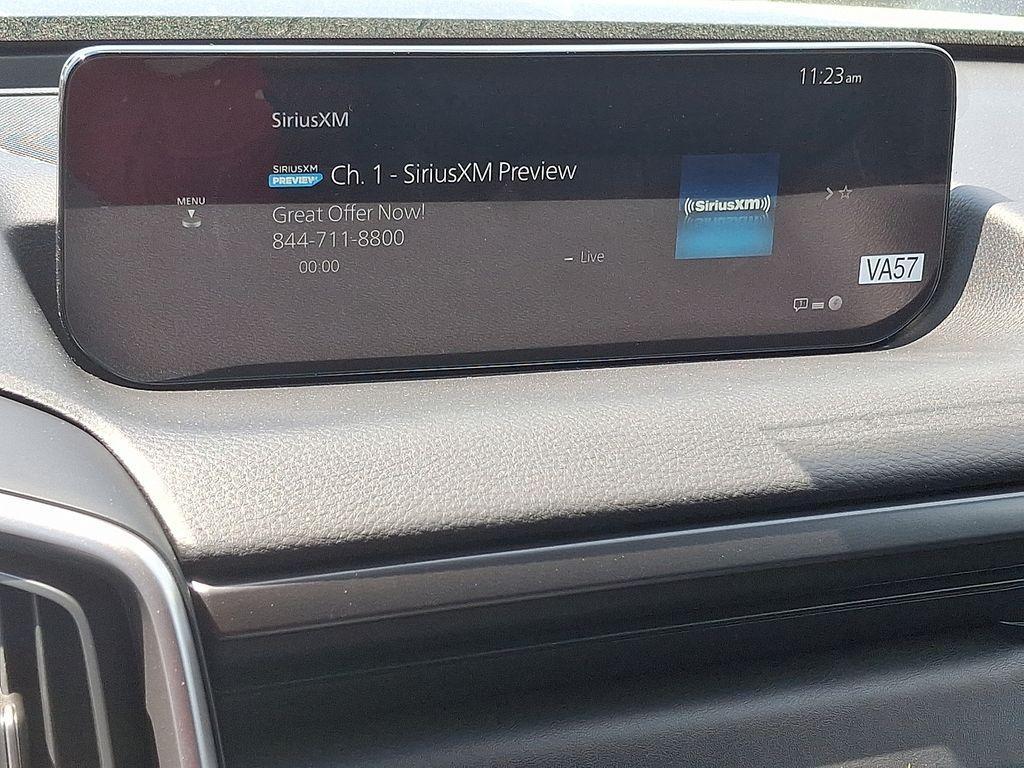 11:23am
SiriusXM
SIRIUSXM
PREVIEW
Ch. 1 - SiriusXM Preview
MENU
Great Offer Now!
844-711-8800
00:00
Live
SiriusXM
VA57